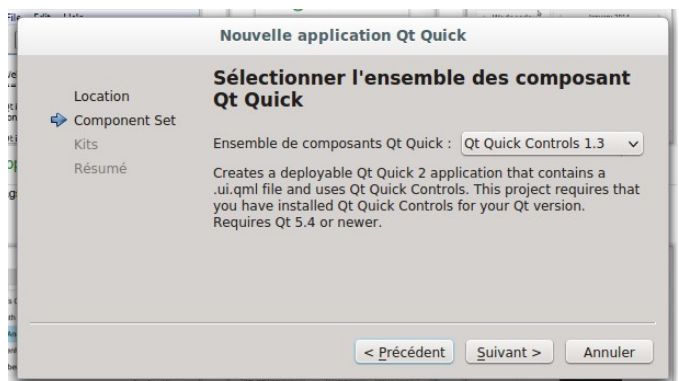 File Edit Help
Nouvelle application Qt Quick
Location
Component Set
Kits
Résumé
Sélectionner l'ensemble des composant
Qt Quick
Ensemble de composants Qt Quick : Qt Quick Controls 1.3
Creates a deployable Qt Quick 2 application that contains a
.ui.qml file and uses Qt Quick Controls. This project requires that
you have installed Qt Quick Controls for your Qt version.
Requires Qt 5.4 or newer.
< Précédent
Suivant >
Annuler